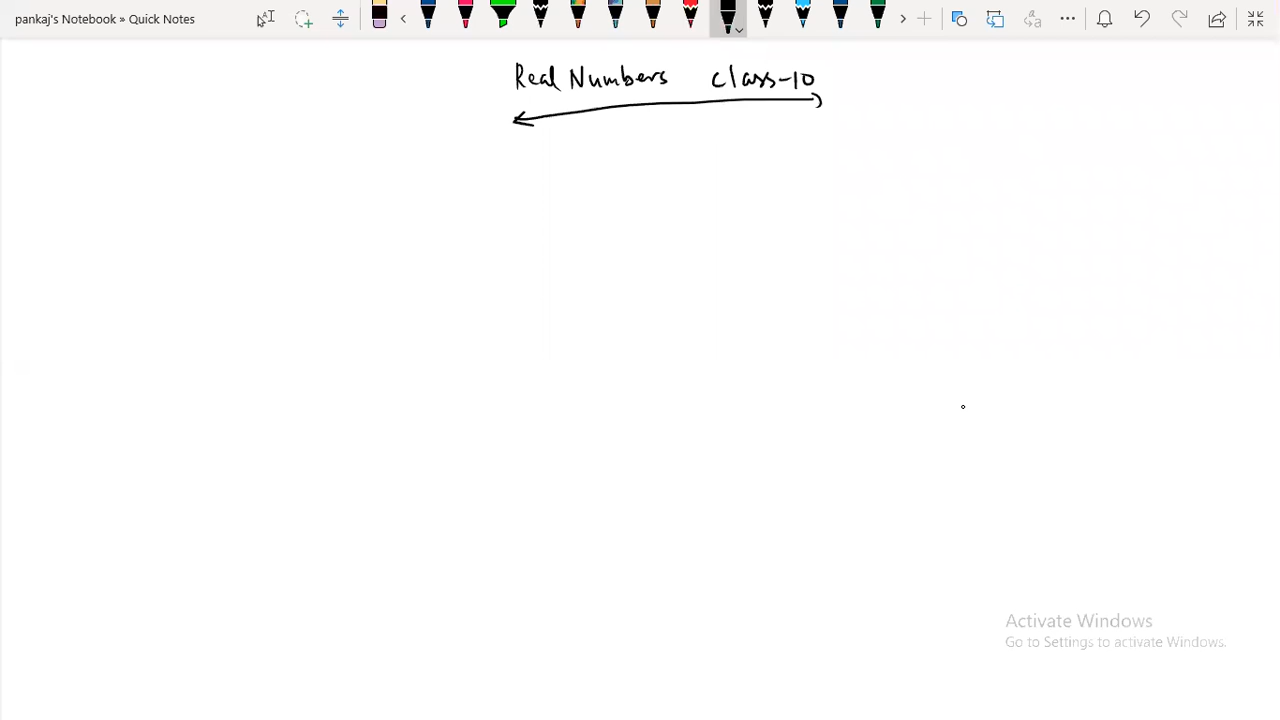 pankaj's Notebook » Quick Notes
Real Numbers class-10
Activate Windows
Go to Settings to activate Windows.